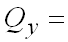 Q_y =